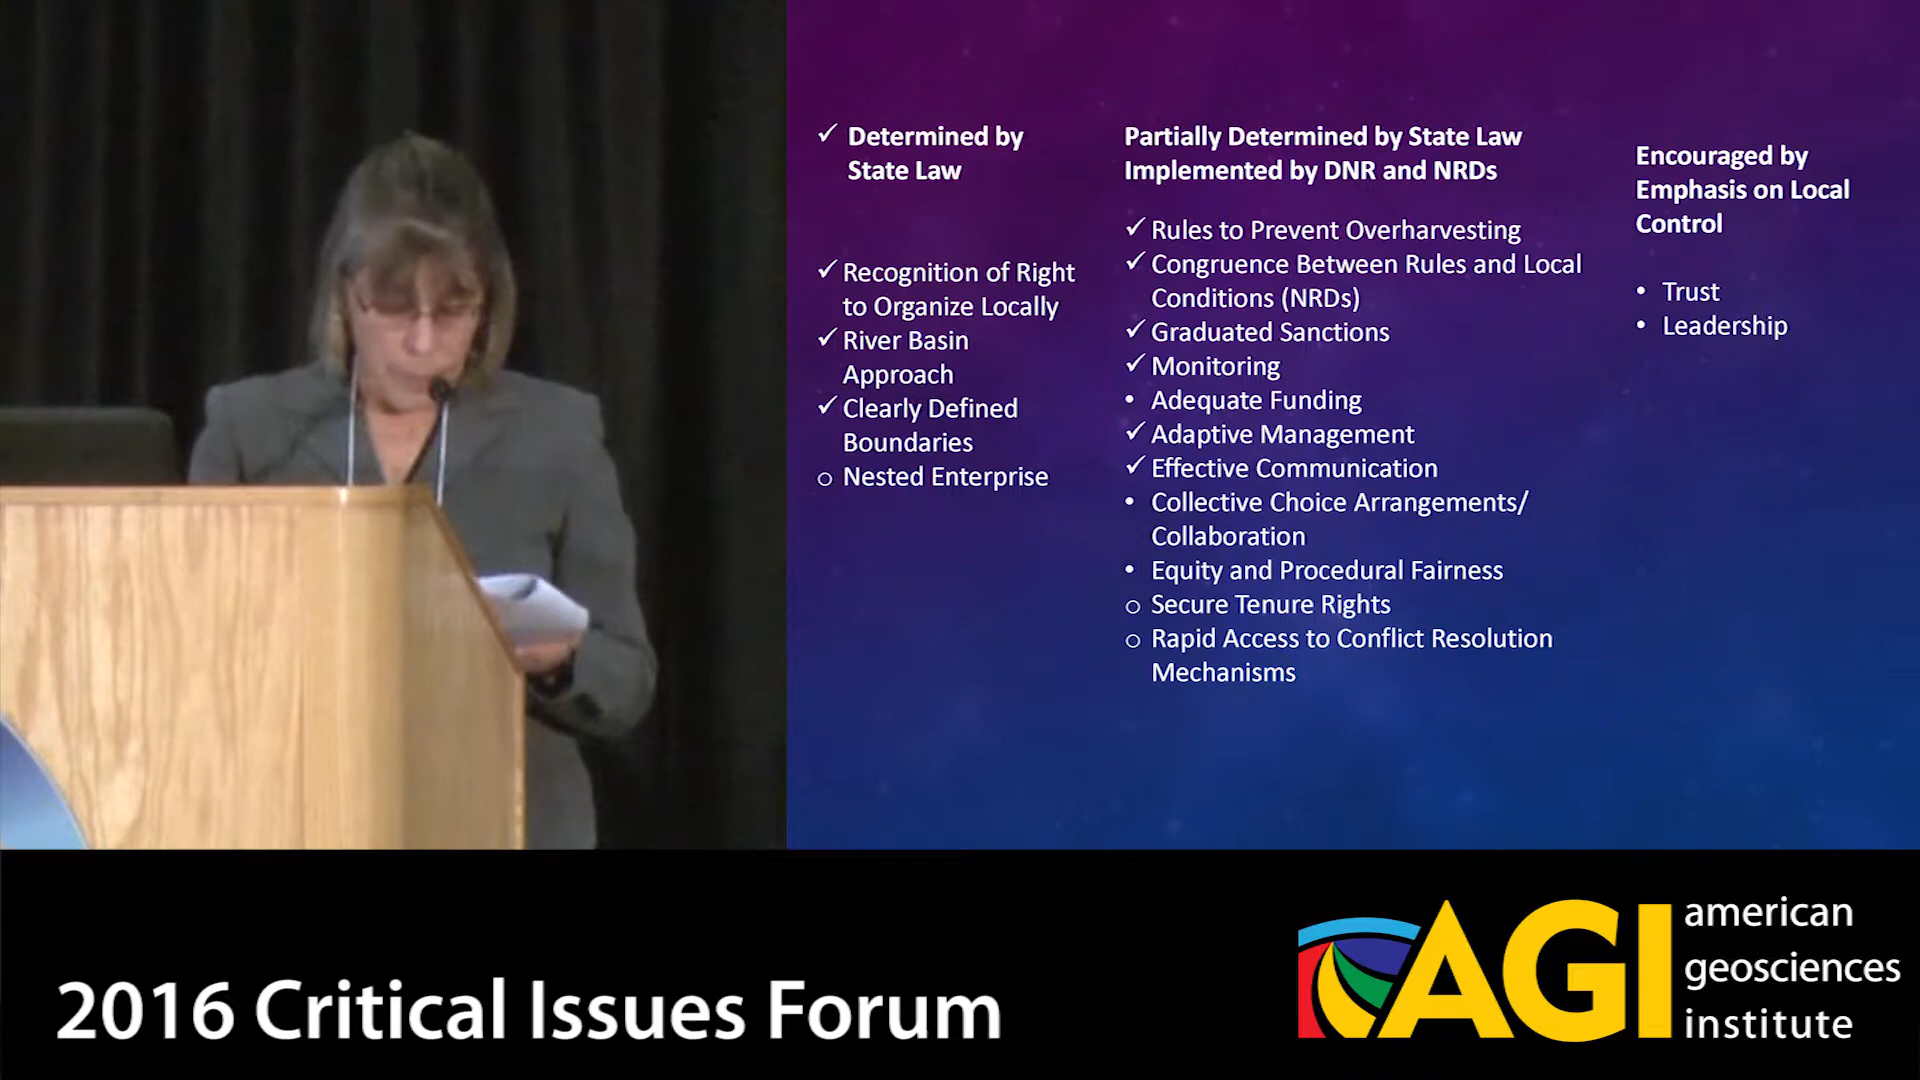 ✓ Determined by
State Law
✓ Recognition of Right
to Organize Locally
✓ River Basin
Approach
✓ Clearly Defined
Boundaries
o Nested Enterprise
Partially Determined by State Law
Implemented by DNR and NRDs
✓ Rules to Prevent Overharvesting
✓ Congruence Between Rules and Local
Conditions (NRDs)
✓ Graduated Sanctions
✓ Monitoring
• Adequate Funding
✓ Adaptive Management
✓ Effective Communication
• Collective Choice Arrangements/
Collaboration
• Equity and Procedural Fairness
o Secure Tenure Rights
o Rapid Access to Conflict Resolution
Mechanisms
Encouraged by
Emphasis on Local
Control
• Trust
• Leadership
2016 Critical Issues Forum
AGI
american
geosciences
institute